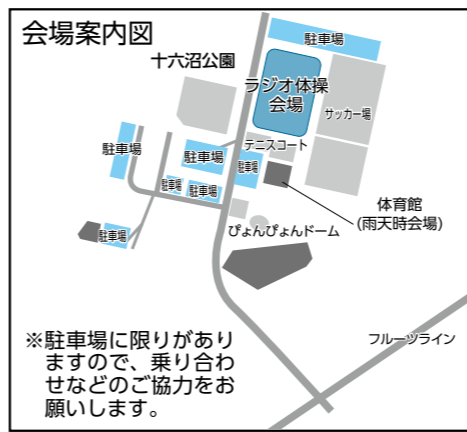 会場案内図
駐車場
十六沼公園
ラジオ体操
会場
サッカー場
テニスコート
駐車場
駐車場
駐車場
駐車場
駐車場
体育館
(雨天時会場)
ぴょんぴょんドーム
駐車場
フルーツライン
※駐車場に限りがあり
ますので、乗り合わ
せなどのご協力をお
願いします。